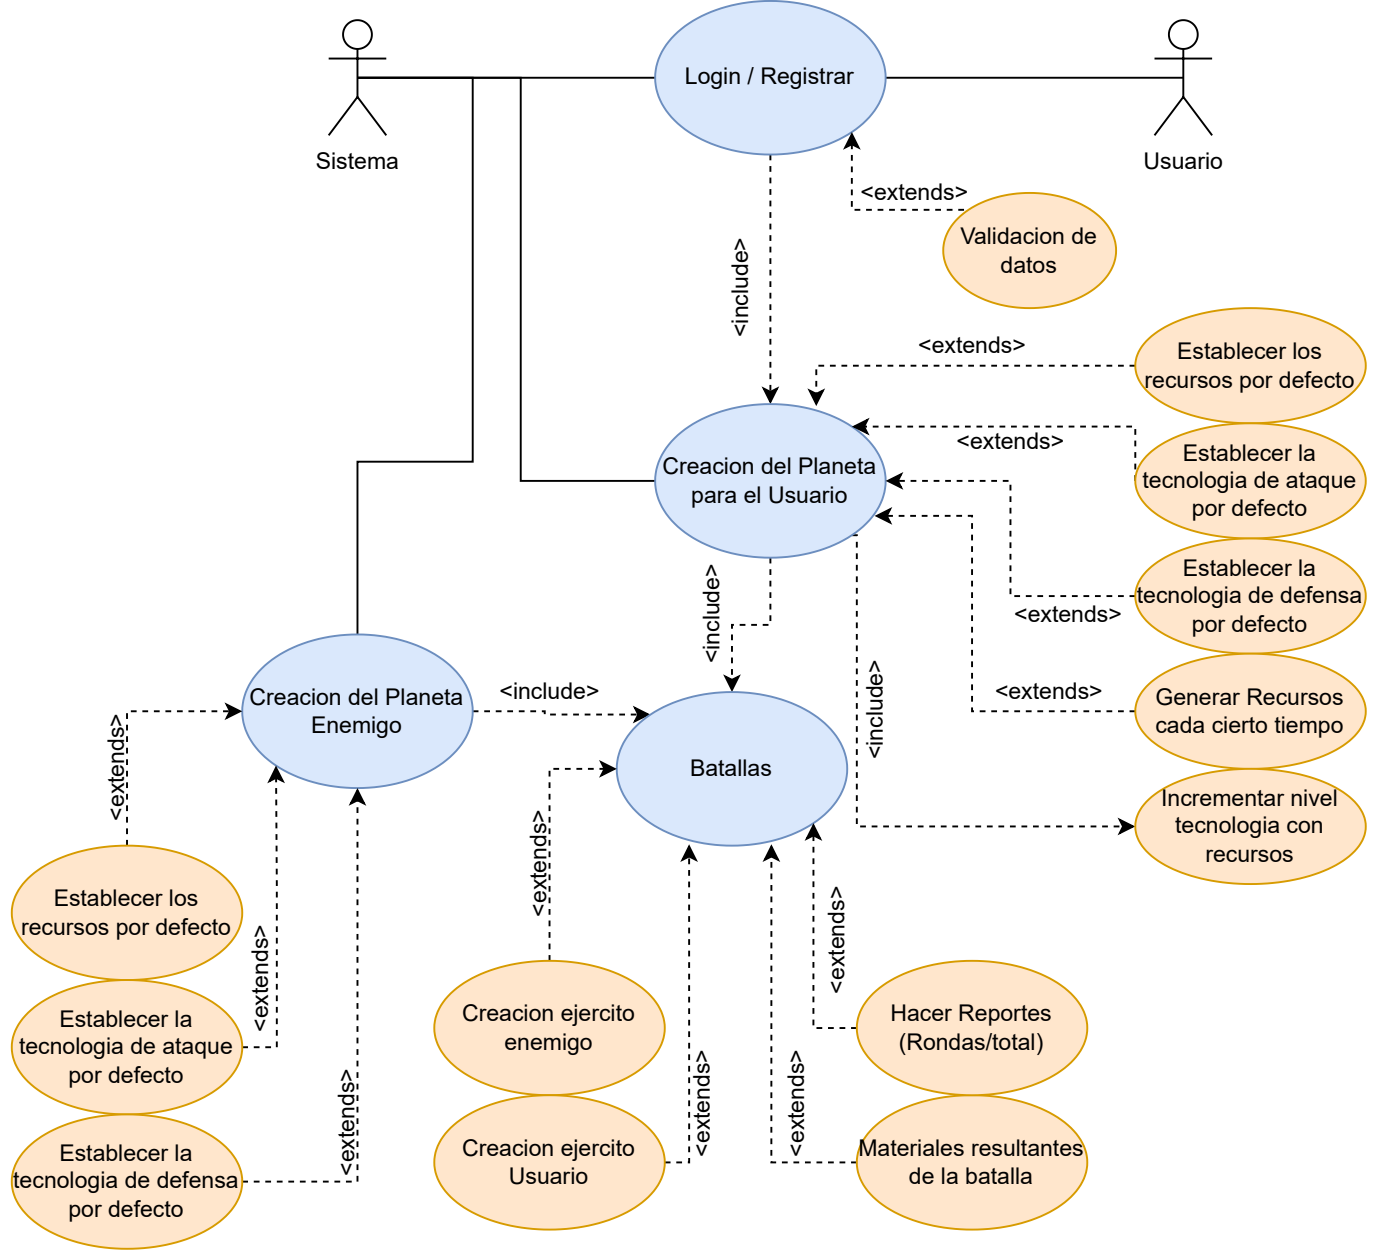 Login / Registrar
Sistema
Usuario
<extends>
Validacion de
datos
<include>
<extends>
Establecer los
recursos por defecto
<extends>
Establecer la
tecnologia de ataque
por defecto
Creacion del Planeta
para el Usuario
<include>
Establecer la
tecnologia de defensa
por defecto
<extends>
<include>
<extends>
Generar Recursos
cada cierto tiempo
Creacion del Planeta
Enemigo
<include>
<extends>
Batallas
Incrementar nivel
tecnologia con
recursos
<extends>
Establecer los
recursos por defecto
<extends>
<extends>
Establecer la
tecnologia de ataque
por defecto
Creacion ejercito
enemigo
Hacer Reportes
(Rondas/total)
<extends>
<extends>
<extends>
Establecer la
tecnologia de defensa
por defecto
Creacion ejercito
Usuario
Materiales resultantes
de la batalla